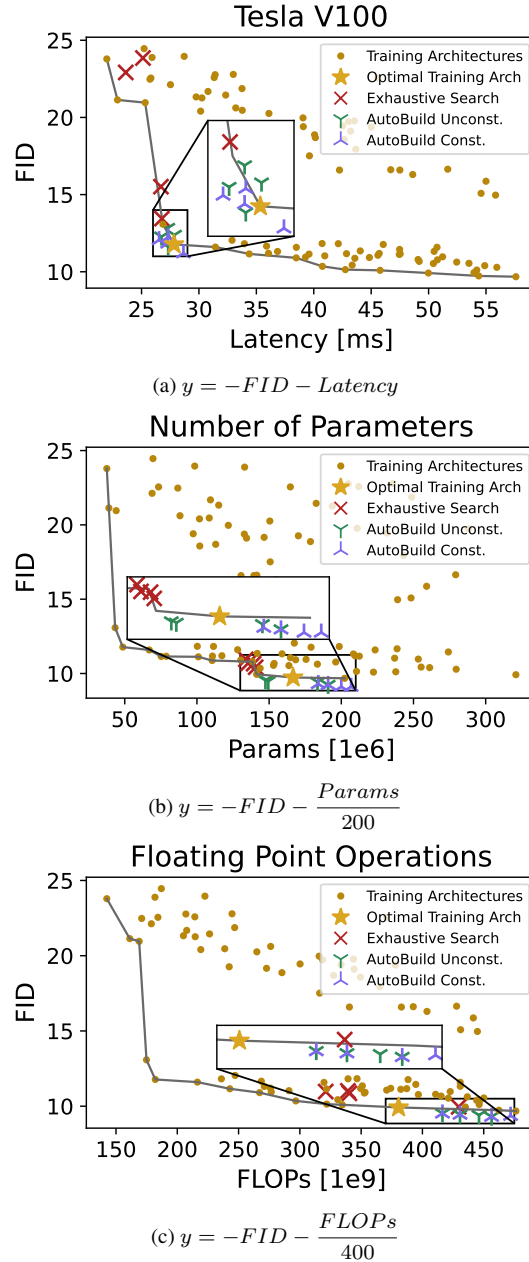 Tesla V100
25
20
15
10
FID
Training Architectures
Optimal Training Arch
Exhaustive Search
AutoBuild Unconst.
AutoBuild Const.
25 30 35 40 45 50 55
Latency [ms]
(a) y = −FID − Latency
Number of Parameters
25
20
15
10
FID
Training Architectures
Optimal Training Arch
Exhaustive Search
AutoBuild Unconst.
AutoBuild Const.
50 100 150 200 250 300
Params [1e6]
(b) y = −FID − Params / 200
Floating Point Operations
25
20
15
10
FID
Training Architectures
Optimal Training Arch
Exhaustive Search
AutoBuild Unconst.
AutoBuild Const.
150 200 250 300 350 400 450
FLOPs [1e9]
(c) y = −FID − FLOPs / 400